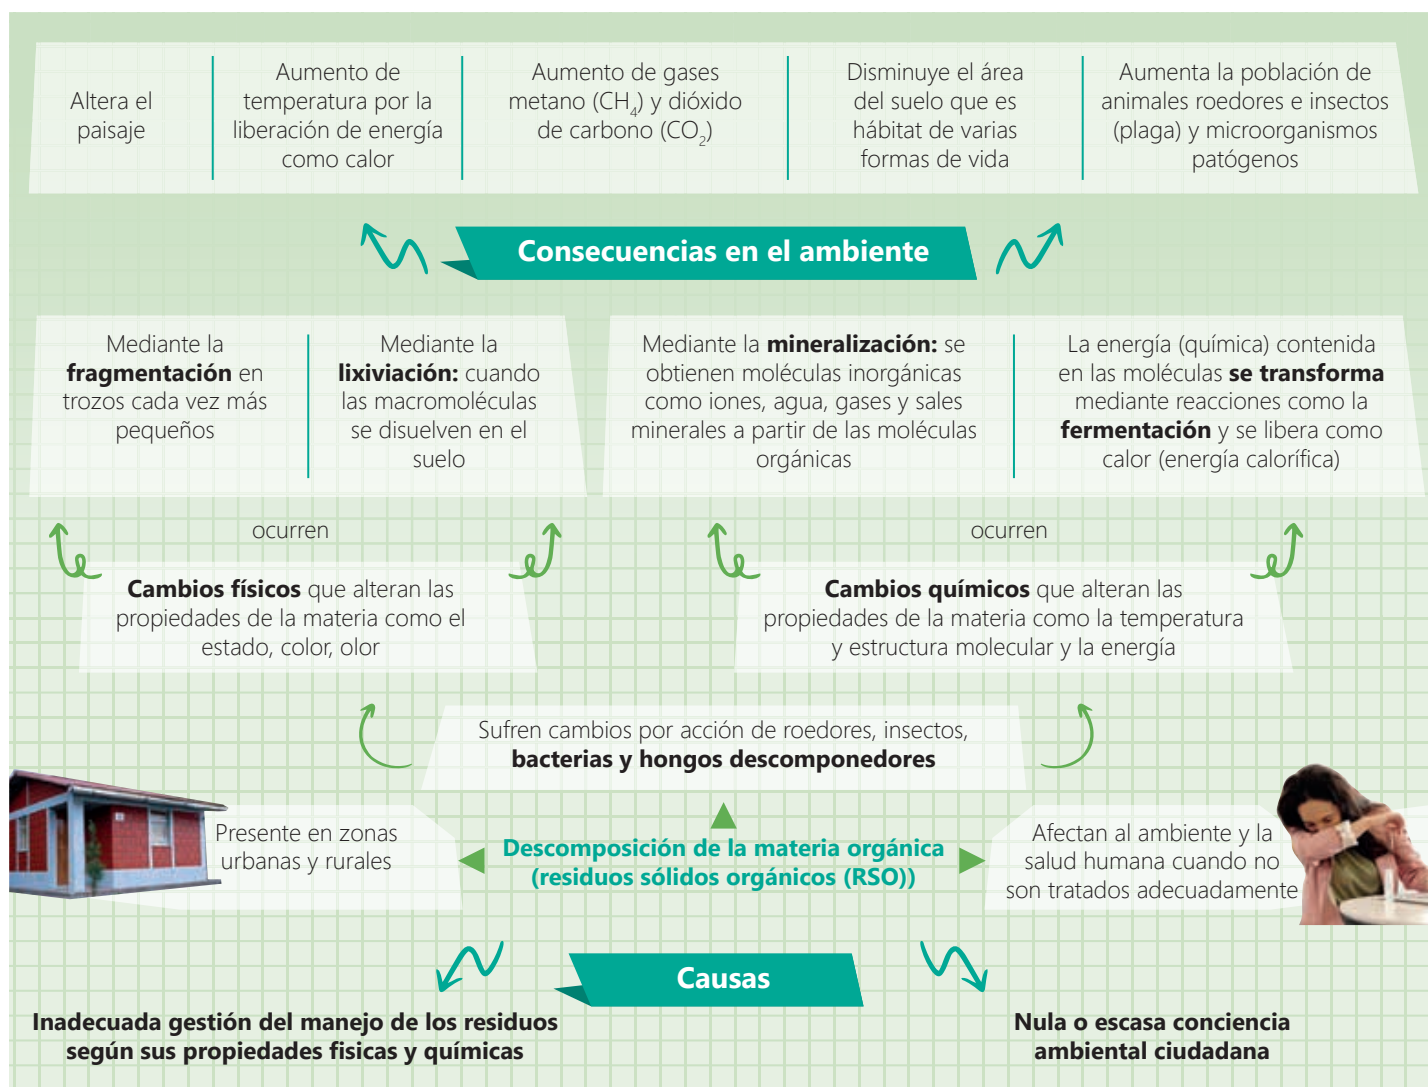 Altera el
paisaje
Aumento de
temperatura por la
liberación de energía
como calor
Aumento de gases
metano (CH₄) y dióxido
de carbono (CO₂)
Disminuye el área
del suelo que es
hábitat de varias
formas de vida
Aumenta la población de
animales roedores e insectos
(plaga) y microorganismos
patógenos
Consecuencias en el ambiente
Mediante la
fragmentación en
trozos cada vez más
pequeños
Mediante la
lixiviación: cuando
las macromoléculas
se disuelven en el
suelo
Mediante la mineralización: se
obtienen moléculas inorgánicas
como iones, agua, gases y sales
minerales a partir de las moléculas
orgánicas
La energía (química) contenida
en las moléculas se transforma
mediante reacciones como la
fermentación y se libera como
calor (energía calorífica)
ocurren
ocurren
Cambios físicos que alteran las
propiedades de la materia como el
estado, color, olor
Cambios químicos que alteran las
propiedades de la materia como la temperatura
y estructura molecular y la energía
Sufren cambios por acción de roedores, insectos,
bacterias y hongos descomponedores
Presente en zonas
urbanas y rurales
Descomposición de la materia orgánica
(residuos sólidos orgánicos (RSO))
Afectan al ambiente y la
salud humana cuando no
son tratados adecuadamente
Causas
Inadecuada gestión del manejo de los residuos
según sus propiedades fisicas y químicas
Nula o escasa conciencia
ambiental ciudadana